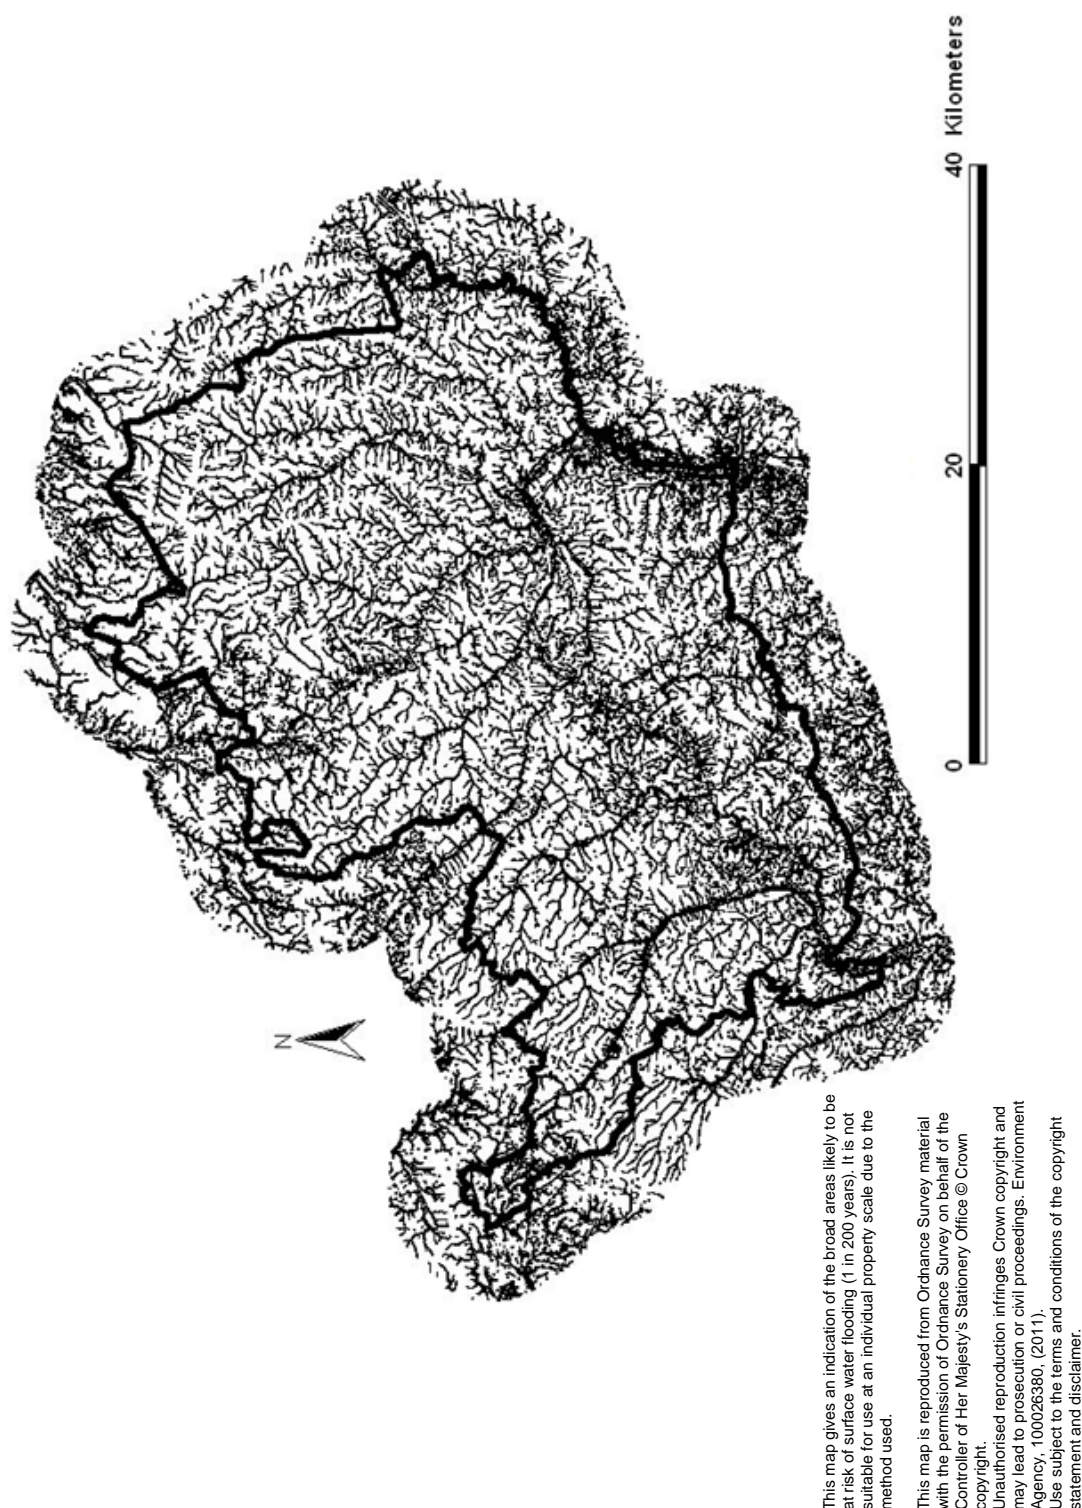 N
0 20 40 Kilometers
This map gives an indication of the broad areas likely to be
at risk of surface water flooding (1 in 200 years). It is not
suitable for use at an individual property scale due to the
method used.
This map is reproduced from Ordnance Survey material
with the permission of Ordnance Survey on behalf of the
Controller of Her Majesty's Stationery Office © Crown
copyright.
Unauthorised reproduction infringes Crown copyright and
may lead to prosecution or civil proceedings. Environment
Agency, 100026380, (2011).
Use subject to the terms and conditions of the copyright
statement and disclaimer.